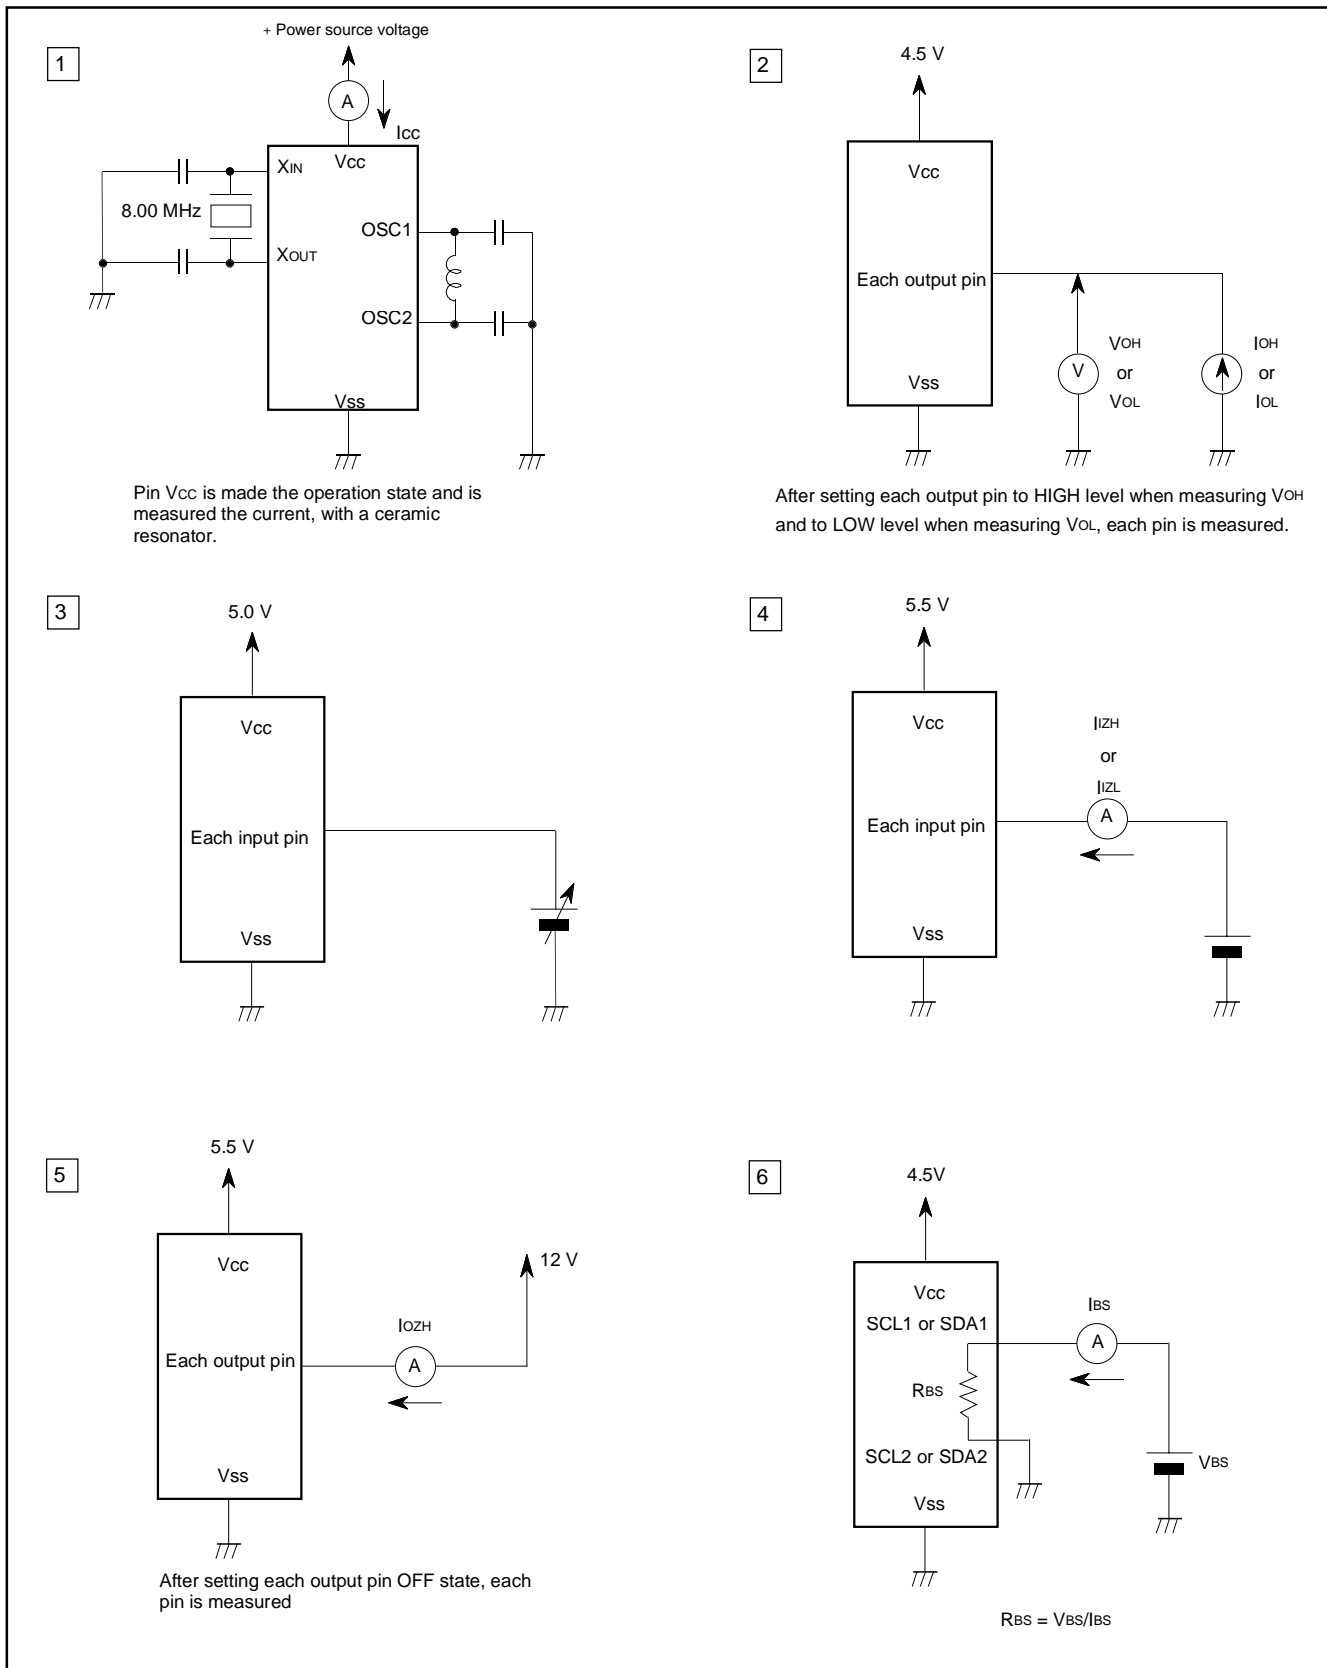 1
+ Power source voltage
A
Icc
Vcc
XIN
8.00 MHz
XOUT
OSC1
OSC2
Vss
Pin VCC is made the operation state and is
measured the current, with a ceramic
resonator.
2
4.5 V
Vcc
Each output pin
Vss
V
VOH
or
VOL
IOH
or
IOL
After setting each output pin to HIGH level when measuring VOH
and to LOW level when measuring VOL, each pin is measured.
3
5.0 V
Vcc
Each input pin
Vss
4
5.5 V
Vcc
Each input pin
Vss
IIZH
or
IIZL
A
5
5.5 V
Vcc
Each output pin
Vss
IOZH
A
12 V
After setting each output pin OFF state, each
pin is measured
6
4.5V
Vcc
SCL1 or SDA1
RBS
SCL2 or SDA2
Vss
IBS
A
VBS
RBS = VBS/IBS